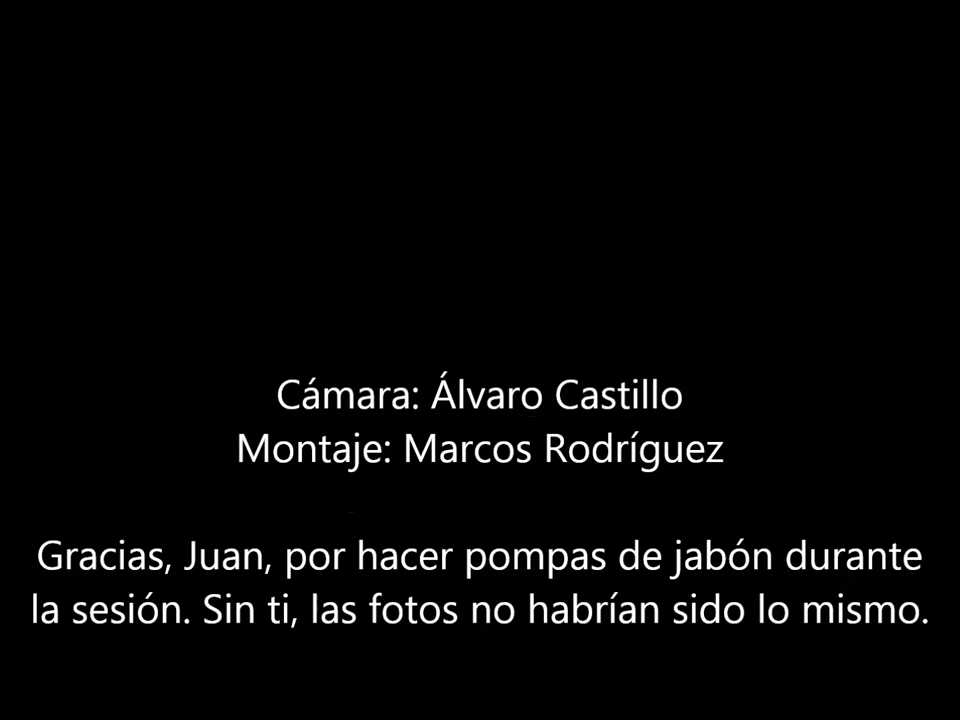 Cámara: Álvaro Castillo
Montaje: Marcos Rodríguez
Gracias, Juan, por hacer pompas de jabón durante
la sesión. Sin ti, las fotos no habrían sido lo mismo.